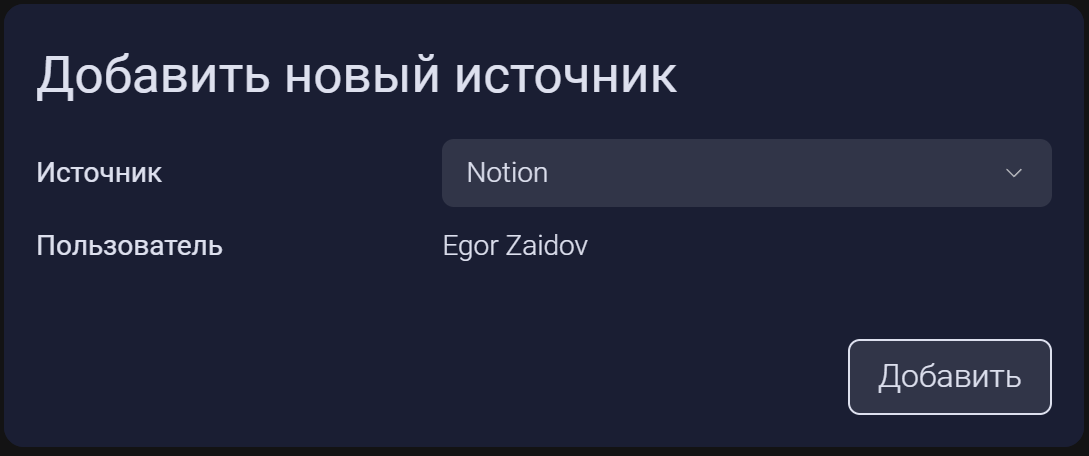 Добавить новый источник
Источник
Notion
Пользователь
Egor Zaidov
Добавить